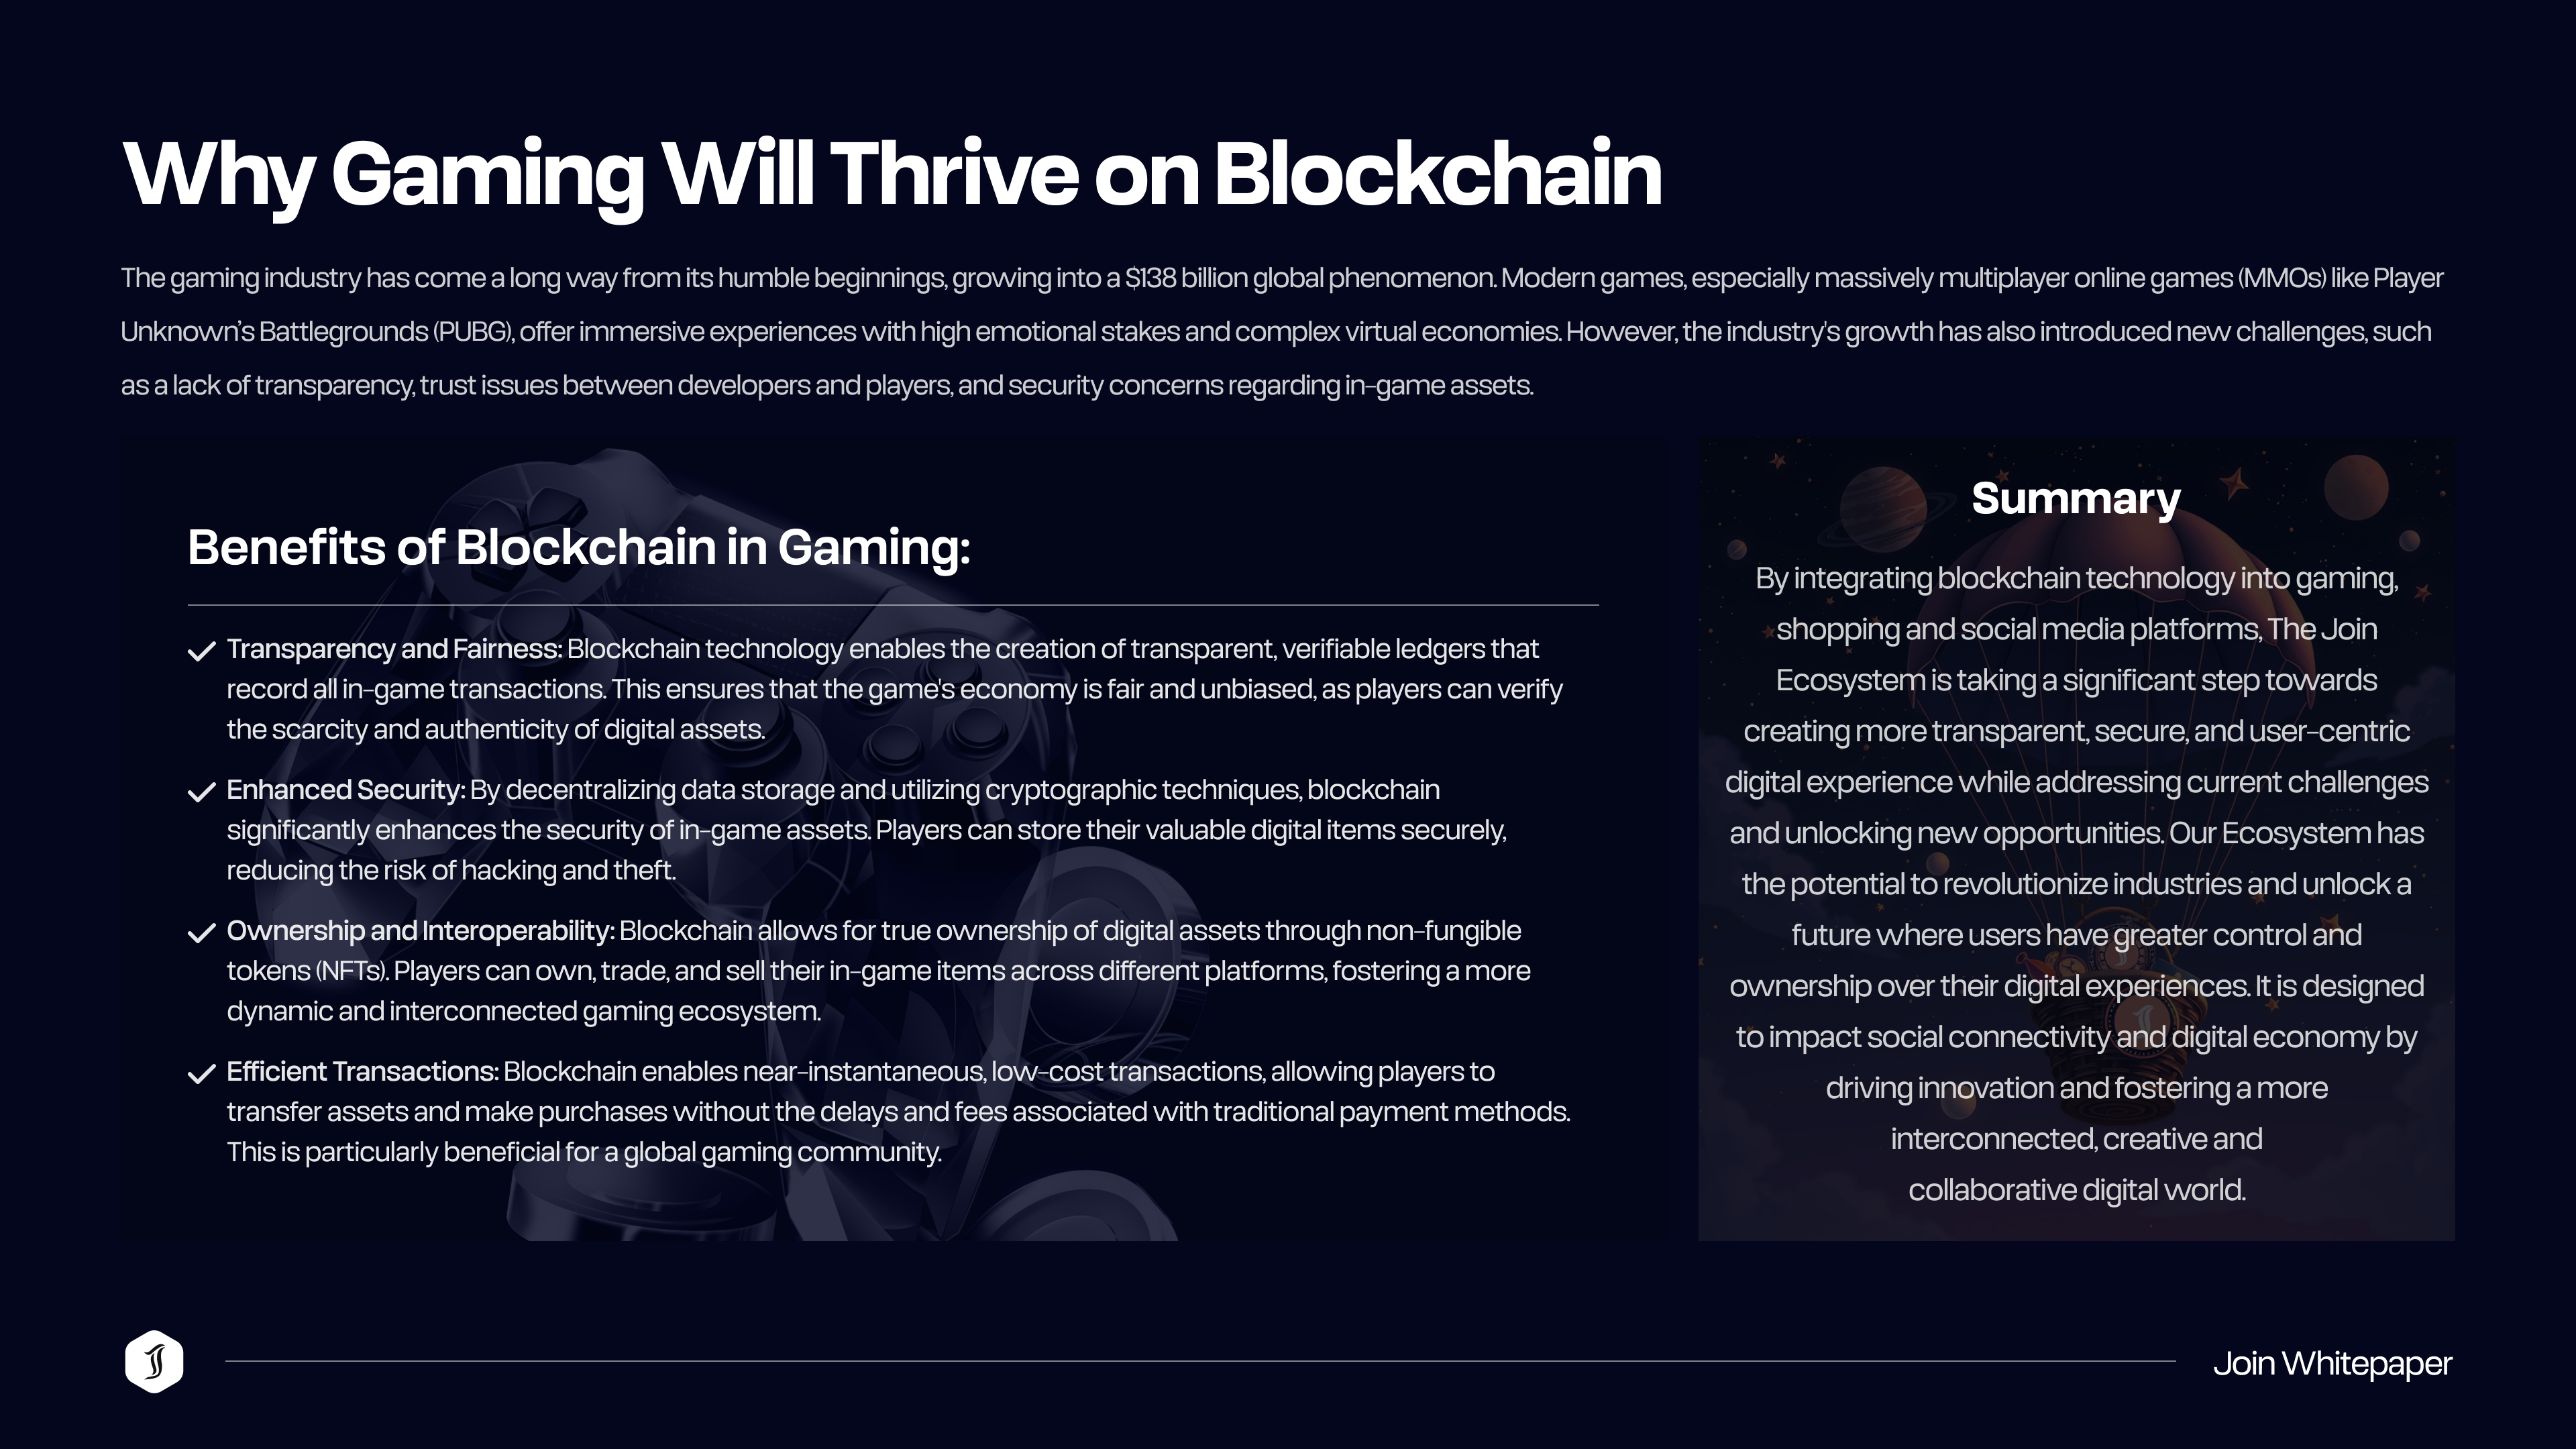 Why Gaming Will Thrive on Blockchain
The gaming industry has come a long way from its humble beginnings, growing into a $138 billion global phenomenon. Modern games, especially massively multiplayer online games (MMOs) like Player
Unknown’s Battlegrounds (PUBG), offer immersive experiences with high emotional stakes and complex virtual economies. However, the industry's growth has also introduced new challenges, such
as a lack of transparency, trust issues between developers and players, and security concerns regarding in-game assets.
Benefits of Blockchain in Gaming:
Transparency and Fairness: Blockchain technology enables the creation of transparent, verifiable ledgers that
record all in-game transactions. This ensures that the game's economy is fair and unbiased, as players can verify
the scarcity and authenticity of digital assets.
Enhanced Security: By decentralizing data storage and utilizing cryptographic techniques, blockchain
significantly enhances the security of in-game assets. Players can store their valuable digital items securely,
reducing the risk of hacking and theft.
Ownership and Interoperability: Blockchain allows for true ownership of digital assets through non-fungible
tokens (NFTs). Players can own, trade, and sell their in-game items across different platforms, fostering a more
dynamic and interconnected gaming ecosystem.
Efficient Transactions: Blockchain enables near-instantaneous, low-cost transactions, allowing players to
transfer assets and make purchases without the delays and fees associated with traditional payment methods.
This is particularly beneficial for a global gaming community.
Summary
By integrating blockchain technology into gaming,
shopping and social media platforms, The Join
Ecosystem is taking a significant step towards
creating more transparent, secure, and user-centric
digital experience while addressing current challenges
and unlocking new opportunities. Our Ecosystem has
the potential to revolutionize industries and unlock a
future where users have greater control and
ownership over their digital experiences. It is designed
to impact social connectivity and digital economy by
driving innovation and fostering a more
interconnected, creative and
collaborative digital world.
Join Whitepaper